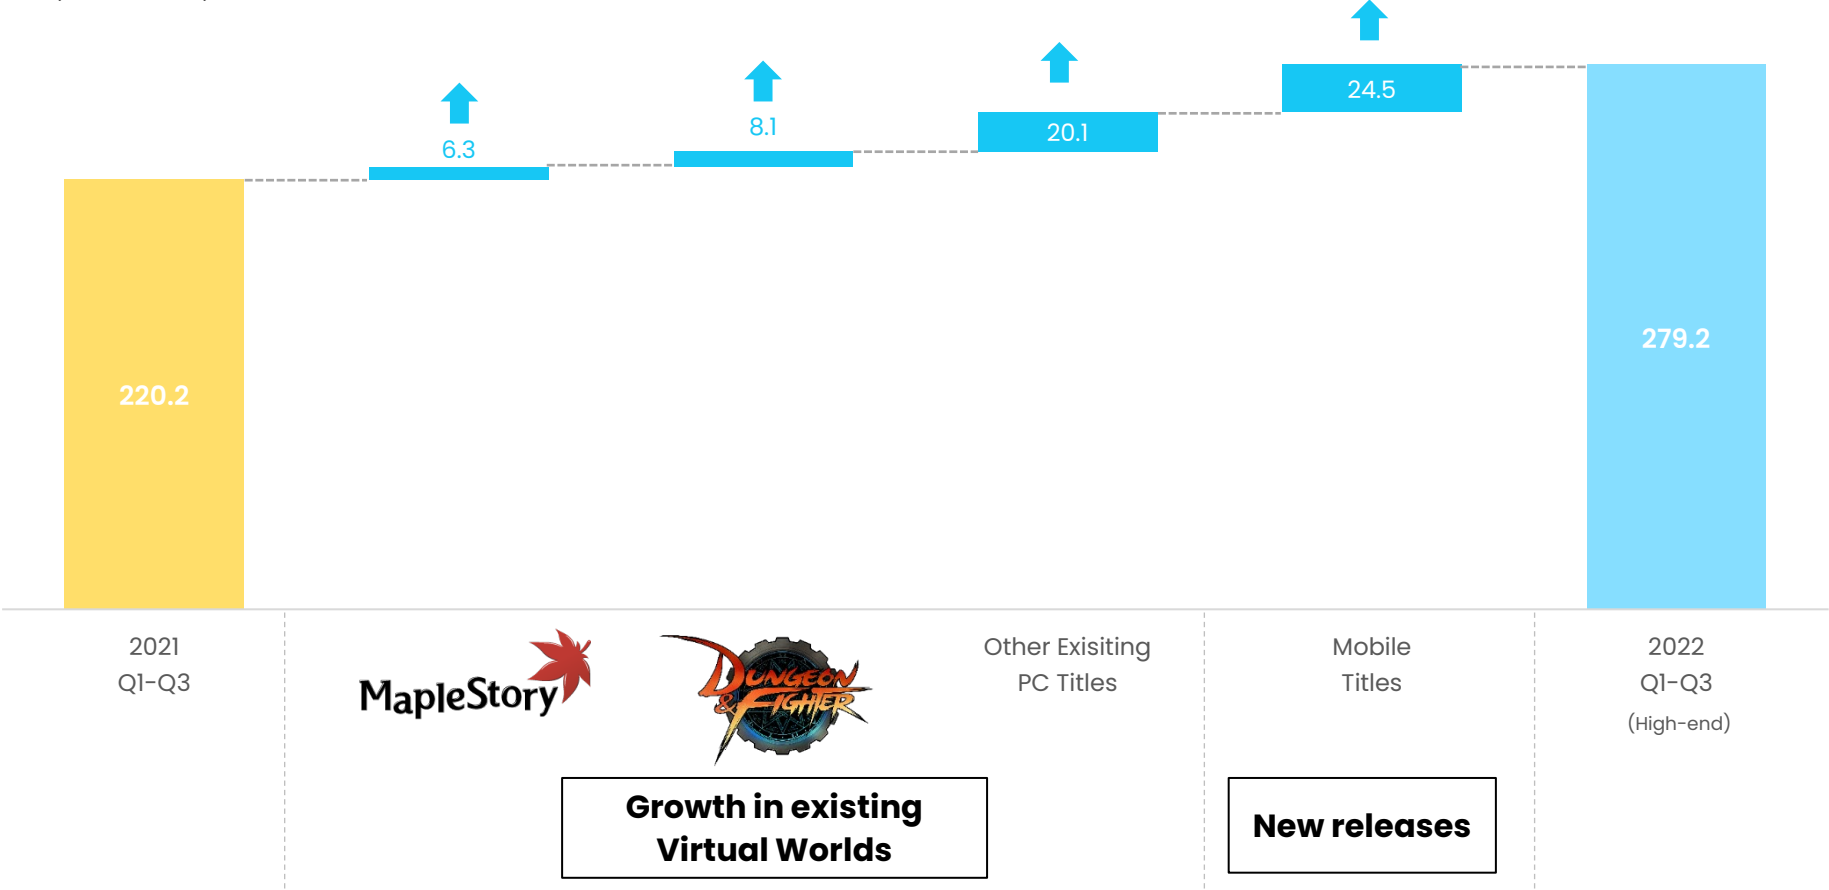 24.5
20.1
8.1
6.3
279.2
220.2
2021
Q1-Q3
MapleStory
DUNGEON
& FIGHTER
Other Exisiting
PC Titles
Mobile
Titles
2022
Q1-Q3
(High-end)
Growth in existing
Virtual Worlds
New releases